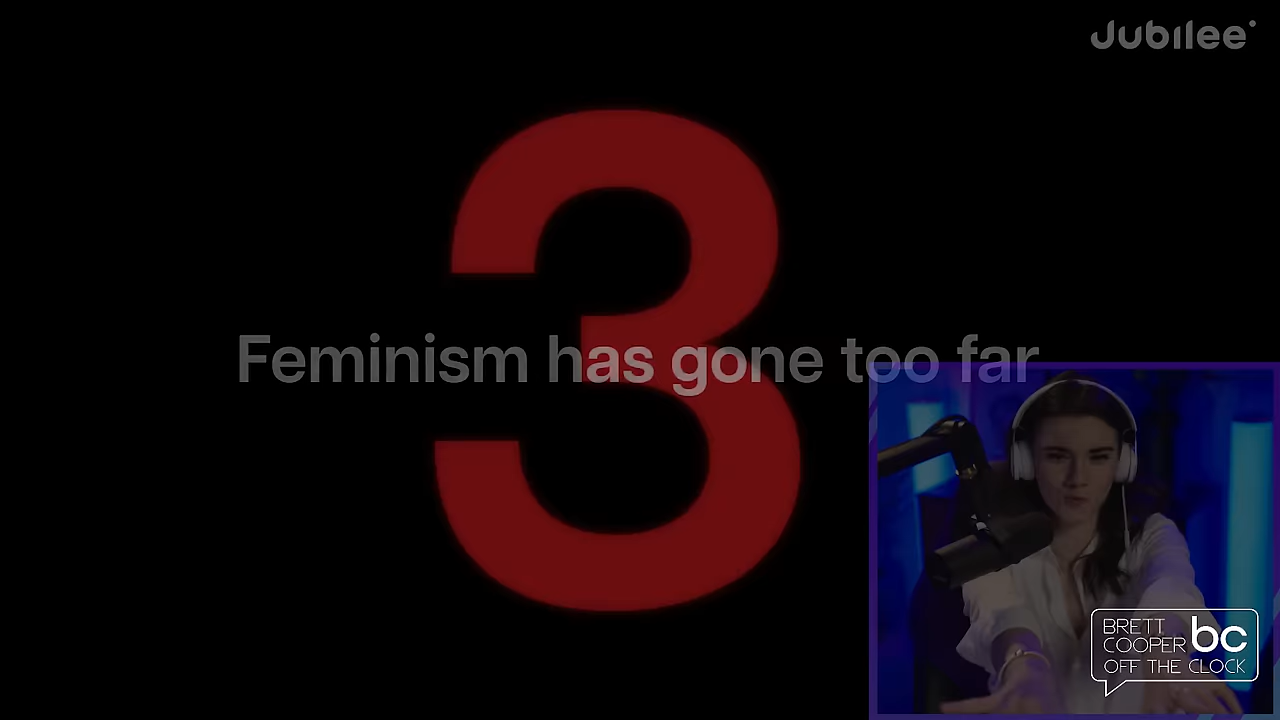 Jubilee
3
Feminism has gone too far
BRETT
COOPER
bc
OFF THE CLOCK